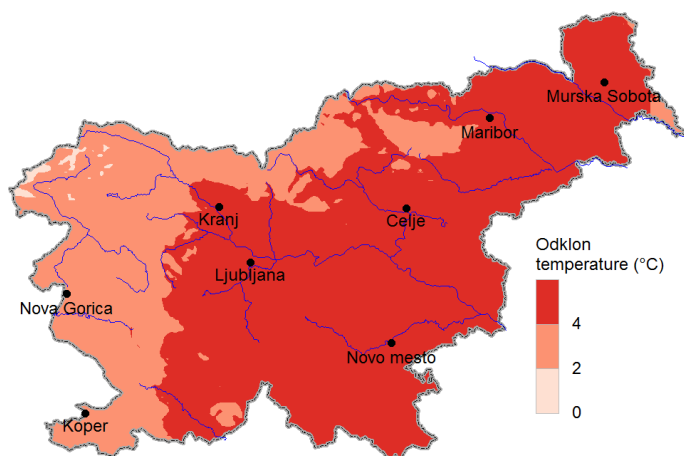 Murska Sobota
Maribor
Kranj
Celje
Ljubljana
Nova Gorica
Novo mesto
Koper
Odklon
temperature (°C)
4
2
0